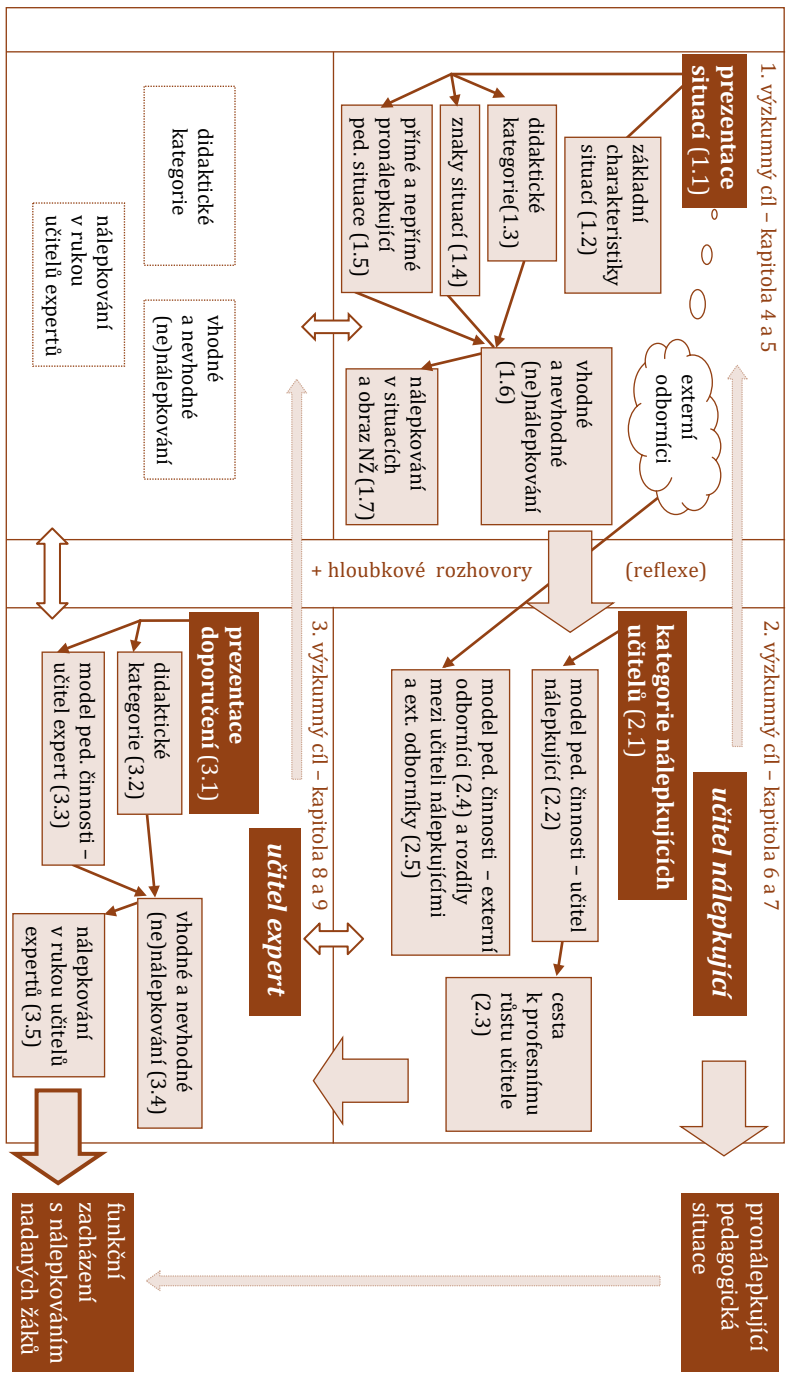 1. výzkumný cíl – kapitola 4 a 5
prezentace
situací (1.1)
základní
charakteristiky
situací (1.2)
didaktické
kategorie(1.3)
znaky situací (1.4)
přímé a nepřímé
pronálepkující
ped. situace (1.5)
externí
odborníci
vhodné
a nevhodné
(ne)nálepkování
(1.6)
nálepkování
v situacích
a obraz NŽ (1.7)
+ hloubkové rozhovory
(reflexe)
2. výzkumný cíl – kapitola 6 a 7
učitel nálepkující
kategorie nálepkujících
učitelů (2.1)
model ped. činnosti – učitel
nálepkující (2.2)
model ped. činnosti – externí
odborníci (2.4) a rozdíly
mezi učiteli nálepkujícími
a ext. odborníky (2.5)
cesta
k profesnímu
růstu učitele
(2.3)
pronálepkující
pedagogická
situace
didaktické
kategorie
vhodné
a nevhodné
(ne)nálepkování
nálepkování
v rukou
učitelů expertů
3. výzkumný cíl – kapitola 8 a 9
učitel expert
prezentace
doporučení (3.1)
didaktické
kategorie (3.2)
model ped. činnosti –
učitel expert (3.3)
vhodné a nevhodné
(ne)nálepkování (3.4)
nálepkování
v rukou učitelů
expertů (3.5)
funkční
zacházení
s nálepkováním
nadaných žáků